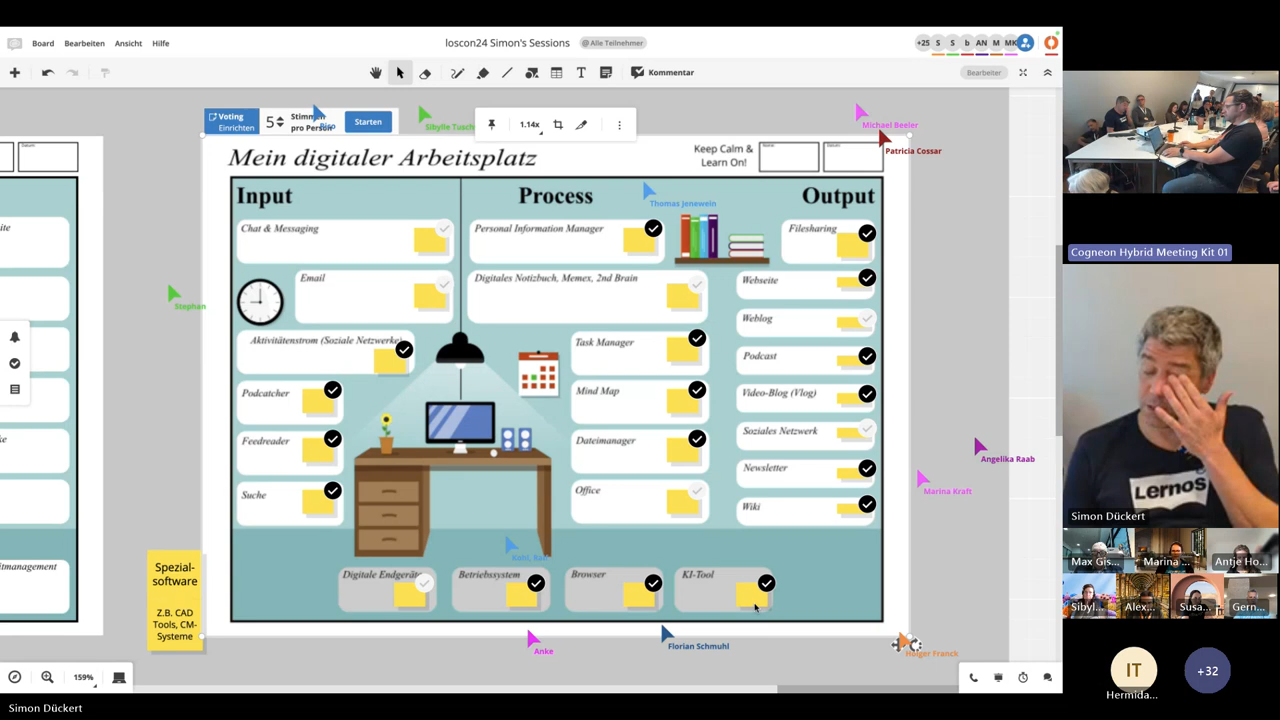 Board Bearbeiten Ansicht Hilfe
loscon24 Simon's Sessions
@ Alle Teilnehmer
+25 S S b AN M MK
Kommentar
Bearbeiter
Voting
Einrichten
5
Stimmen
pro Person
Starten
1.14x
Michael Beeler
Patricia Cossar
Mein digitaler Arbeitsplatz
Keep Calm &
Learn On!
Input
Process
Output
Thomas Jenewein
Chat & Messaging
Email
Aktivitätenstrom (Soziale Netzwerke)
Podcatcher
Feedreader
Suche
Personal Information Manager
Digitales Notizbuch, Memex, 2nd Brain
Task Manager
Mind Map
Dateimanager
Office
Filesharing
Webseite
Weblog
Podcast
Video-Blog (Vlog)
Soziales Netzwerk
Newsletter
Wiki
Digitale Endgeräte
Betriebssystem
Browser
KI-Tool
Stephan
Angelika Raab
Marina Kraft
Spezial-
software
Z.B. CAD
Tools, CM-
Systeme
Anke
Florian Schmuhl
Holger Franck
159%
Simon Dückert
Cogneon Hybrid Meeting Kit 01
Lernos
Simon Dückert
Max Gis...
Marina ...
Antje Ho...
Sibyl...
Alex...
Susa...
Gern...
IT
Hermida...
+32